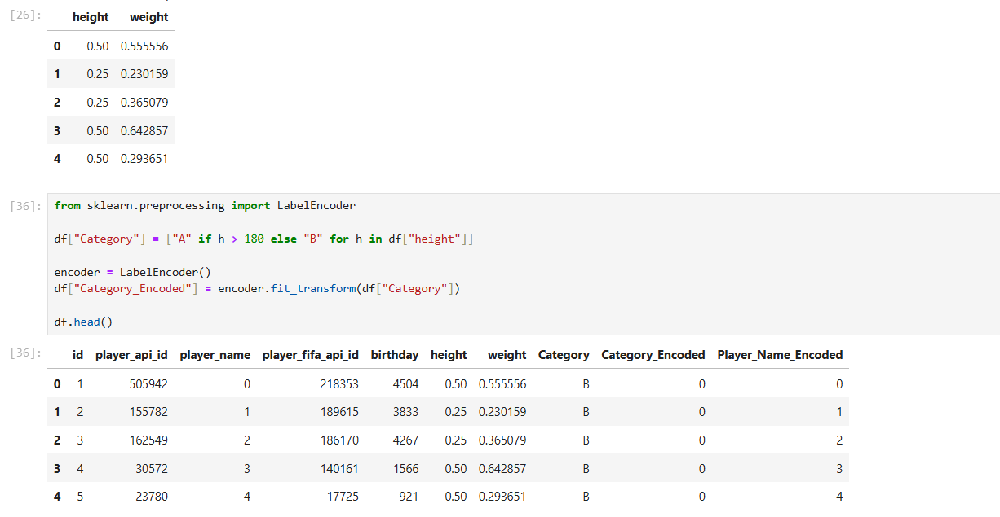 [26]:
height weight
0 0.50 0.555556
1 0.25 0.230159
2 0.25 0.365079
3 0.50 0.642857
4 0.50 0.293651
[36]:
from sklearn.preprocessing import LabelEncoder
df["Category"] = ["A" if h > 180 else "B" for h in df["height"]]
encoder = LabelEncoder()
df["Category_Encoded"] = encoder.fit_transform(df["Category"])
df.head()
[36]:
id player_api_id player_name player_fifa_api_id birthday height weight Category Category_Encoded Player_Name_Encoded
0 1 505942 0 218353 4504 0.50 0.555556 B 0 0
1 2 155782 1 189615 3833 0.25 0.230159 B 0 1
2 3 162549 2 186170 4267 0.25 0.365079 B 0 2
3 4 30572 3 140161 1566 0.50 0.642857 B 0 3
4 5 23780 4 17725 921 0.50 0.293651 B 0 4